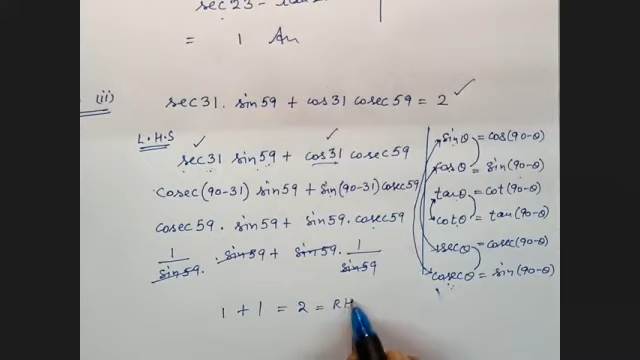 = 1 An
(ii) sec31. sin59 + cos31 cosec59 = 2 ✓
L.H.S
sec31 sin59 + cos31 cosec59
cosec(90-31) sin59 + sin(90-31) cosec59
cosec59. sin59 + sin59. cosec59
1/sin59. sin59 + sin59. 1/sin59
1 + 1 = 2 = RH
sinθ = cos(90-θ)
cosθ = sin(90-θ)
tanθ = cot(90-θ)
cotθ = tan(90-θ)
secθ = cosec(90-θ)
cosecθ = sin(90-θ)